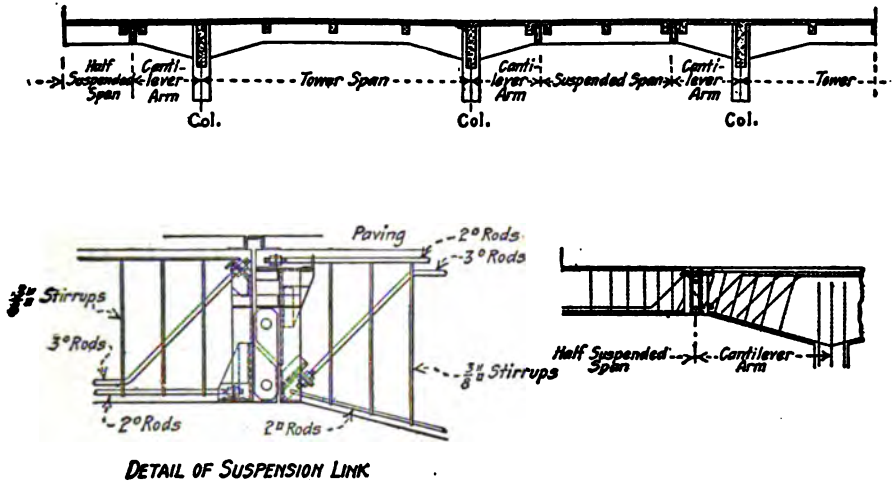 Half
Suspended
Span
Canti-
lever
Arm
Tower Span
Canti-
lever
Arm
Suspended Span
Canti-
lever
Arm
Tower
Col.
Col.
Col.
Paving
2° Rods
3° Rods
Stirrups
3° Rods
2° Rods
2□ Rods
3/8"□ Stirrups
Half Suspended
Span
Cantilever
Arm
DETAIL OF SUSPENSION LINK